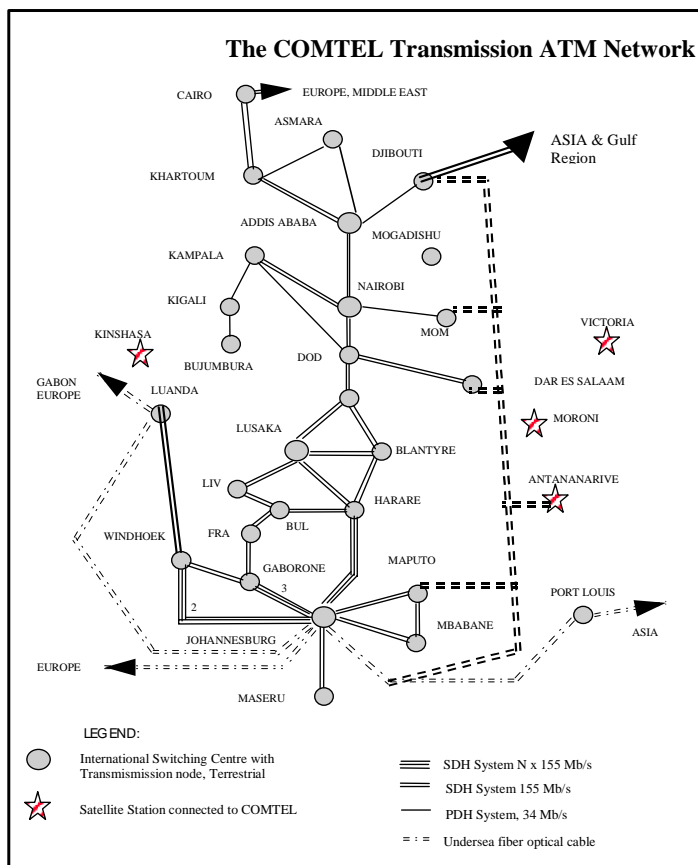 The COMTEL Transmission ATM Network
CAIRO
EUROPE, MIDDLE EAST
ASMARA
DJIBOUTI
ASIA & Gulf
Region
KHARTOUM
ADDIS ABABA
MOGADISHU
KAMPALA
NAIROBI
KIGALI
MOM
VICTORIA
KINSHASA
BUJUMBURA
DOD
GABON
EUROPE
LUANDA
DAR ES SALAAM
MORONI
LUSAKA
BLANTYRE
LIV
ANTANANARIVE
HARARE
BUL
FRA
WINDHOEK
MAPUTO
GABORONE
3
PORT LOUIS
2
MBABANE
JOHANNESBURG
ASIA
EUROPE
MASERU
LEGEND:
International Switching Centre with
Transmismission node, Terrestrial
Satellite Station connected to COMTEL
SDH System N x 155 Mb/s
SDH System 155 Mb/s
PDH System, 34 Mb/s
Undersea fiber optical cable